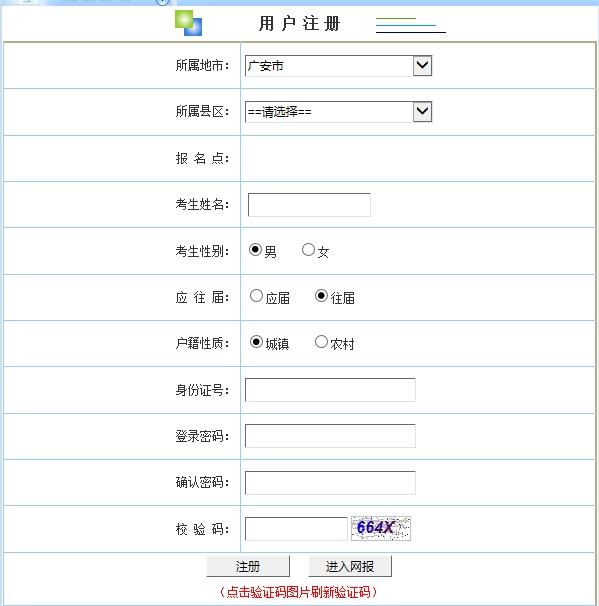 用户注册
所属地市： 广安市
所属县区： ==请选择==
报 名 点：
考生姓名：
考生性别： 男 女
应 往 届： 应届 往届
户籍性质： 城镇 农村
身份证号：
登录密码：
确认密码：
校 验 码： 664X
注册 进入网报
（点击验证码图片刷新验证码）